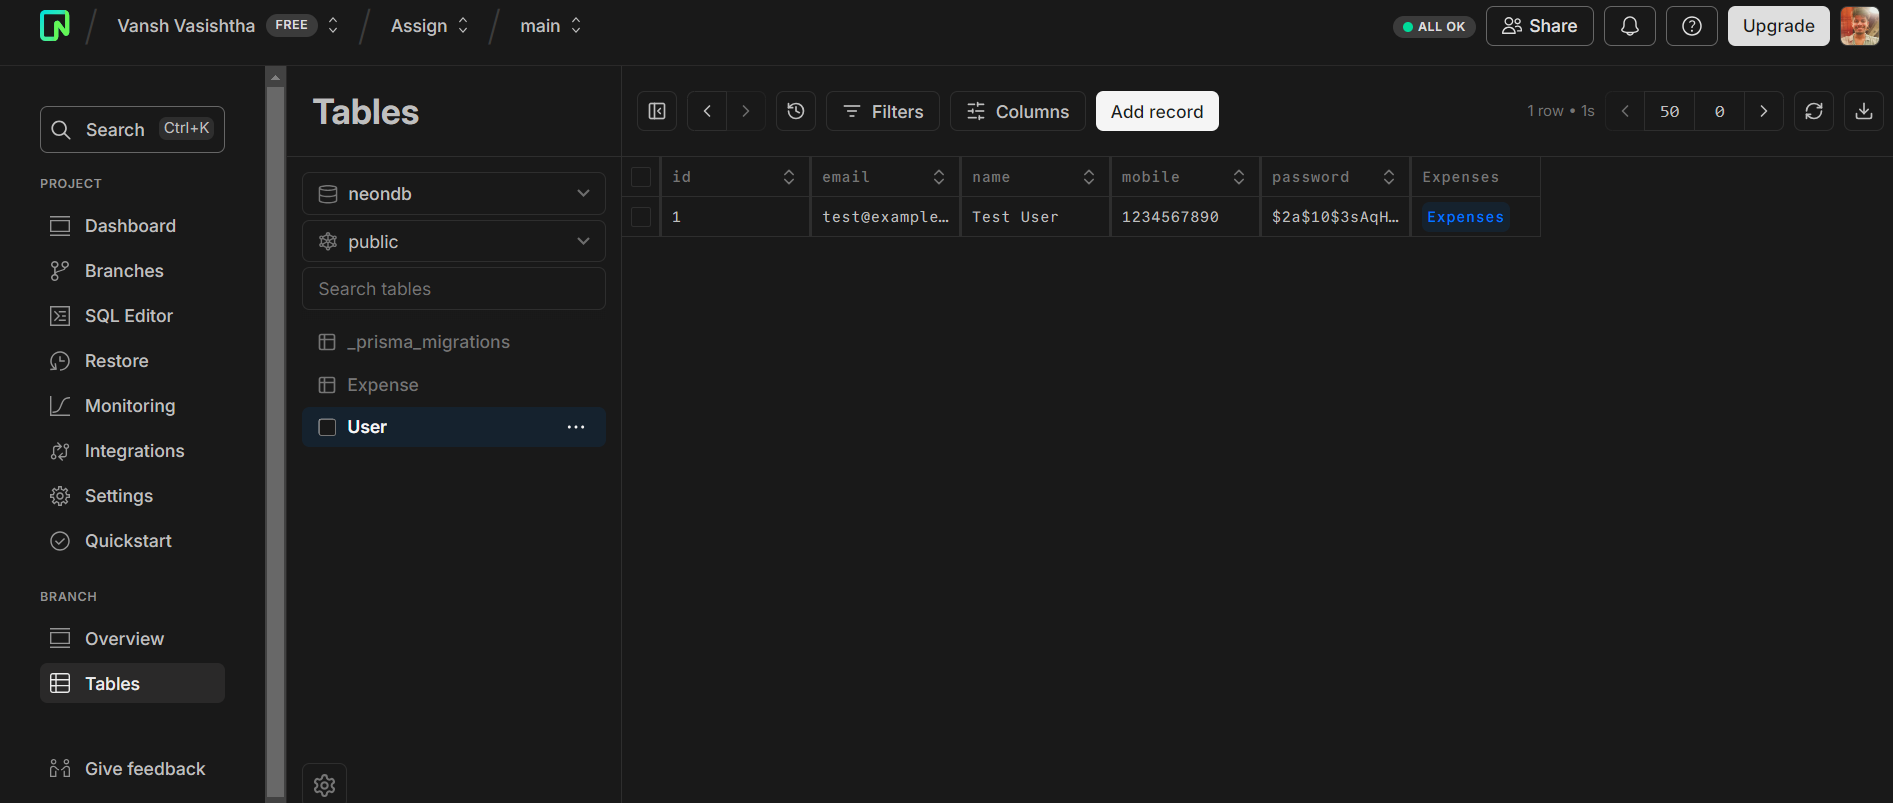 Vansh Vasishtha FREE Assign main
ALL OK Share Upgrade
Search Ctrl+K
PROJECT
Dashboard
Branches
SQL Editor
Restore
Monitoring
Integrations
Settings
Quickstart
BRANCH
Overview
Tables
Give feedback
Tables
neondb
public
Search tables
_prisma_migrations
Expense
User ...
Filters Columns Add record 1 row • 1s 50 0
id email name mobile password Expenses
1 test@example… Test User 1234567890 $2a$10$3sAqH… Expenses